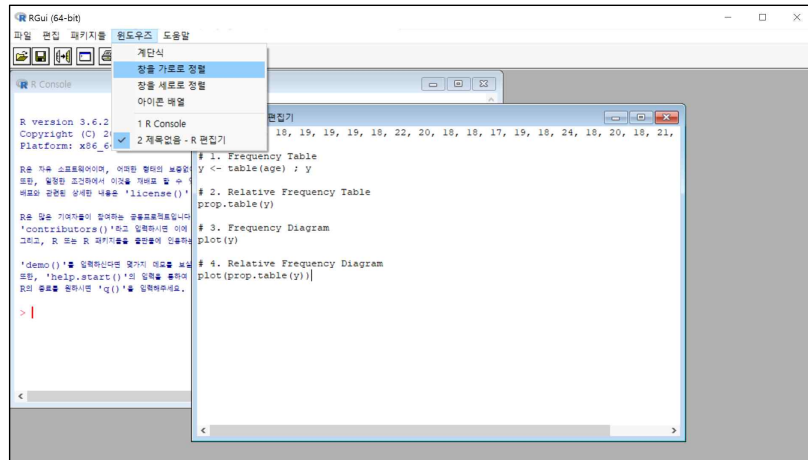 RGui (64-bit)
파일 편집 패키지들 윈도우즈 도움말
계단식
창을 가로로 정렬
창을 세로로 정렬
아이콘 배열
1 R Console
2 제목없음 - R 편집기
R Console
R version 3.6.2
Copyright (C) 20
Platform: x86_6
R은 자유 소프트웨어이며, 어떠한 형태의 보증없이
또한, 일정한 조건하에서 이것을 재배포 할 수
배포와 관련된 상세한 내용은 'license()'
R은 많은 기여자들이 참여하는 공동프로젝트입니다
'contributors()'라고 입력하시면 이에
그리고, R 또는 R 패키지들을 출판물에 인용하는
'demo()'를 입력하신다면 몇가지 데모를 보실
또한, 'help.start()'의 입력을 통하여
R의 종료를 원하시면 'q()'을 입력해주세요.
>
편집기
18, 19, 19, 19, 18, 22, 20, 18, 18, 17, 19, 18, 24, 18, 20, 18, 21,
# 1. Frequency Table
y <- table(age) ; y
# 2. Relative Frequency Table
prop.table(y)
# 3. Frequency Diagram
plot(y)
# 4. Relative Frequency Diagram
plot(prop.table(y))